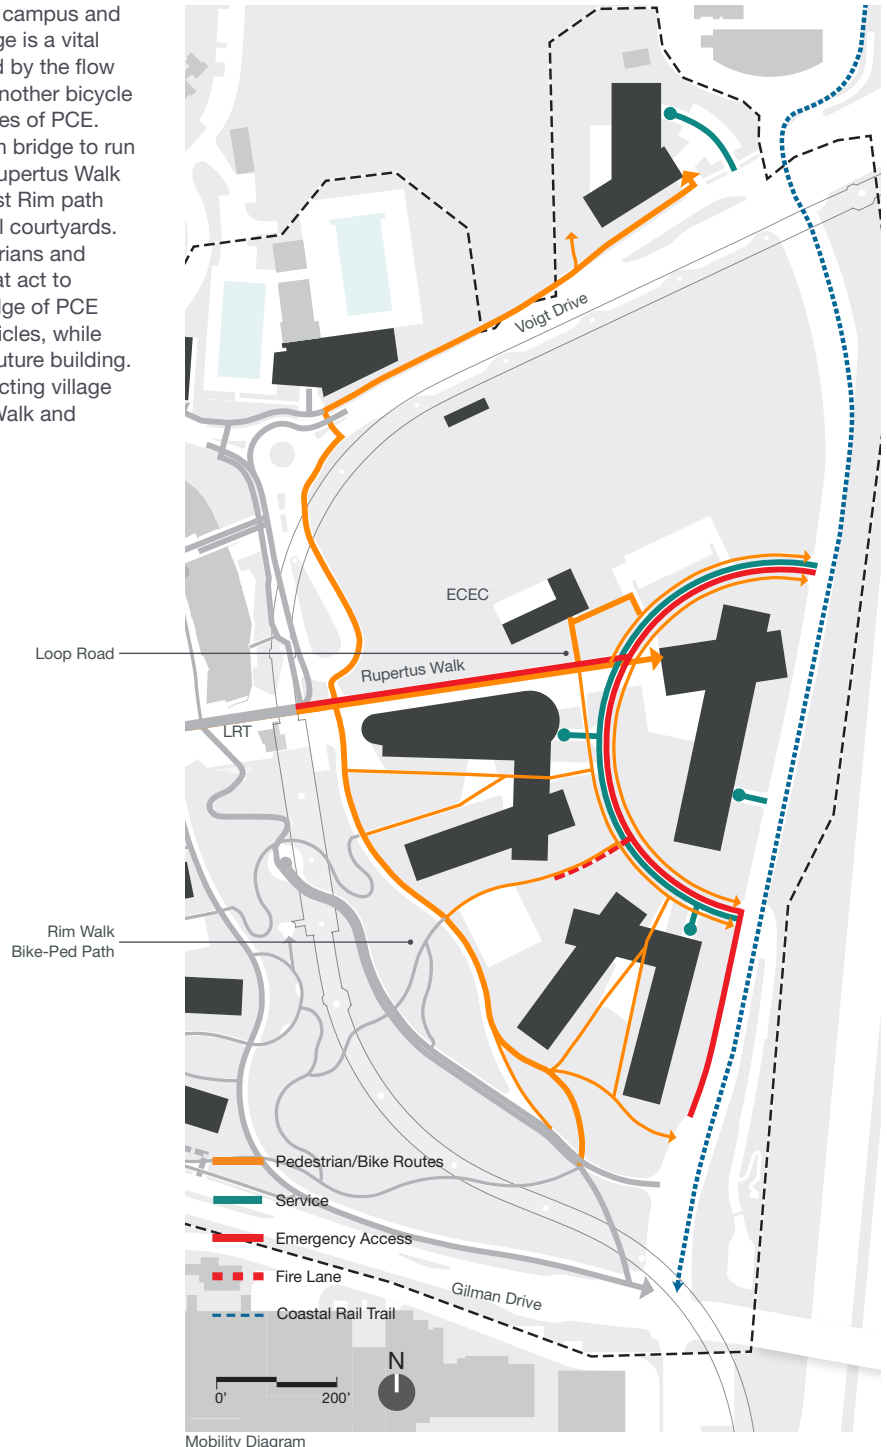 campus and
ge is a vital
d by the flow
nother bicycle
es of PCE.
n bridge to run
upertus Walk
st Rim path
l courtyards.
rians and
at act to
dge of PCE
icles, while
uture building.
cting village
Walk and
Voigt Drive
ECEC
Loop Road
Rupertus Walk
LRT
Rim Walk
Bike-Ped Path
Pedestrian/Bike Routes
Service
Emergency Access
Fire Lane
Gilman Drive
Coastal Rail Trail
N
0' 200'
Mobility Diagram